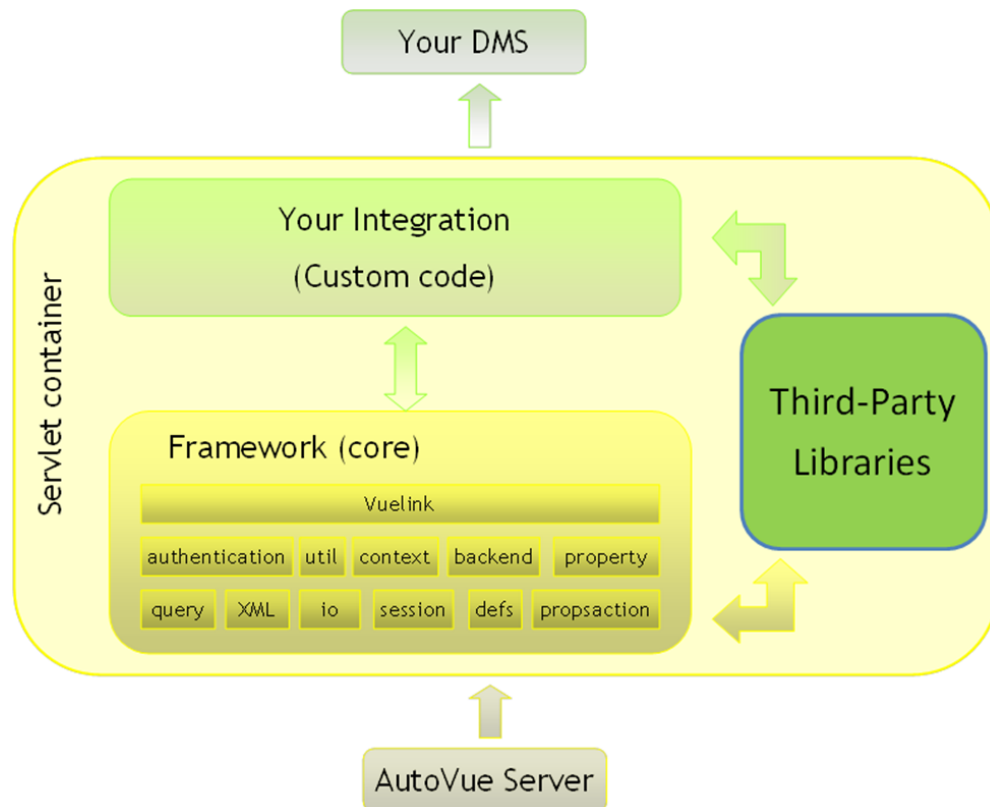 Your DMS
Servlet container
Your Integration
(Custom code)
Third-Party
Libraries
Framework (core)
Vuelink
authentication util context backend property
query XML io session defs propsaction
AutoVue Server